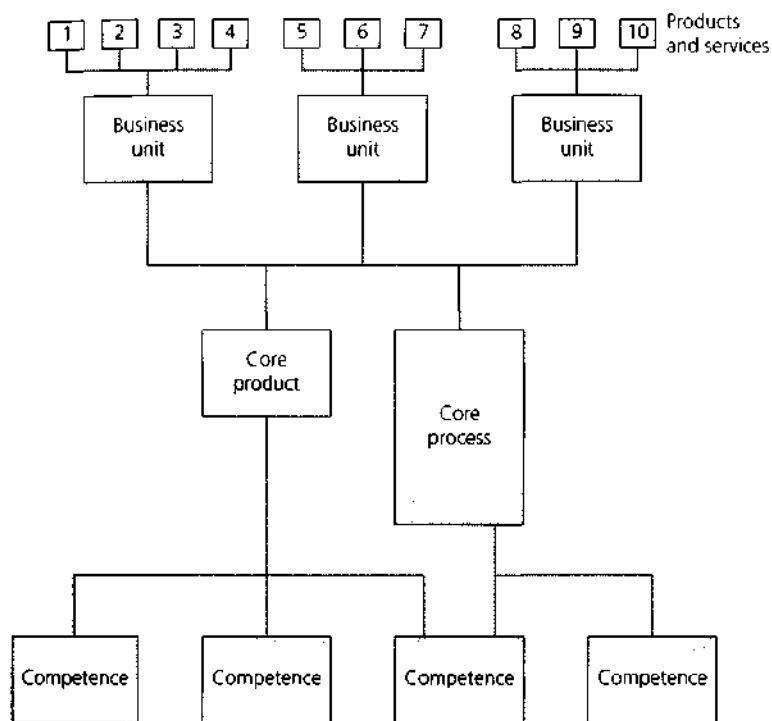 1 2 3 4 5 6 7 8 9 10 Products
and services
Business
unit
Business
unit
Business
unit
Core
product
Core
process
Competence Competence Competence Competence